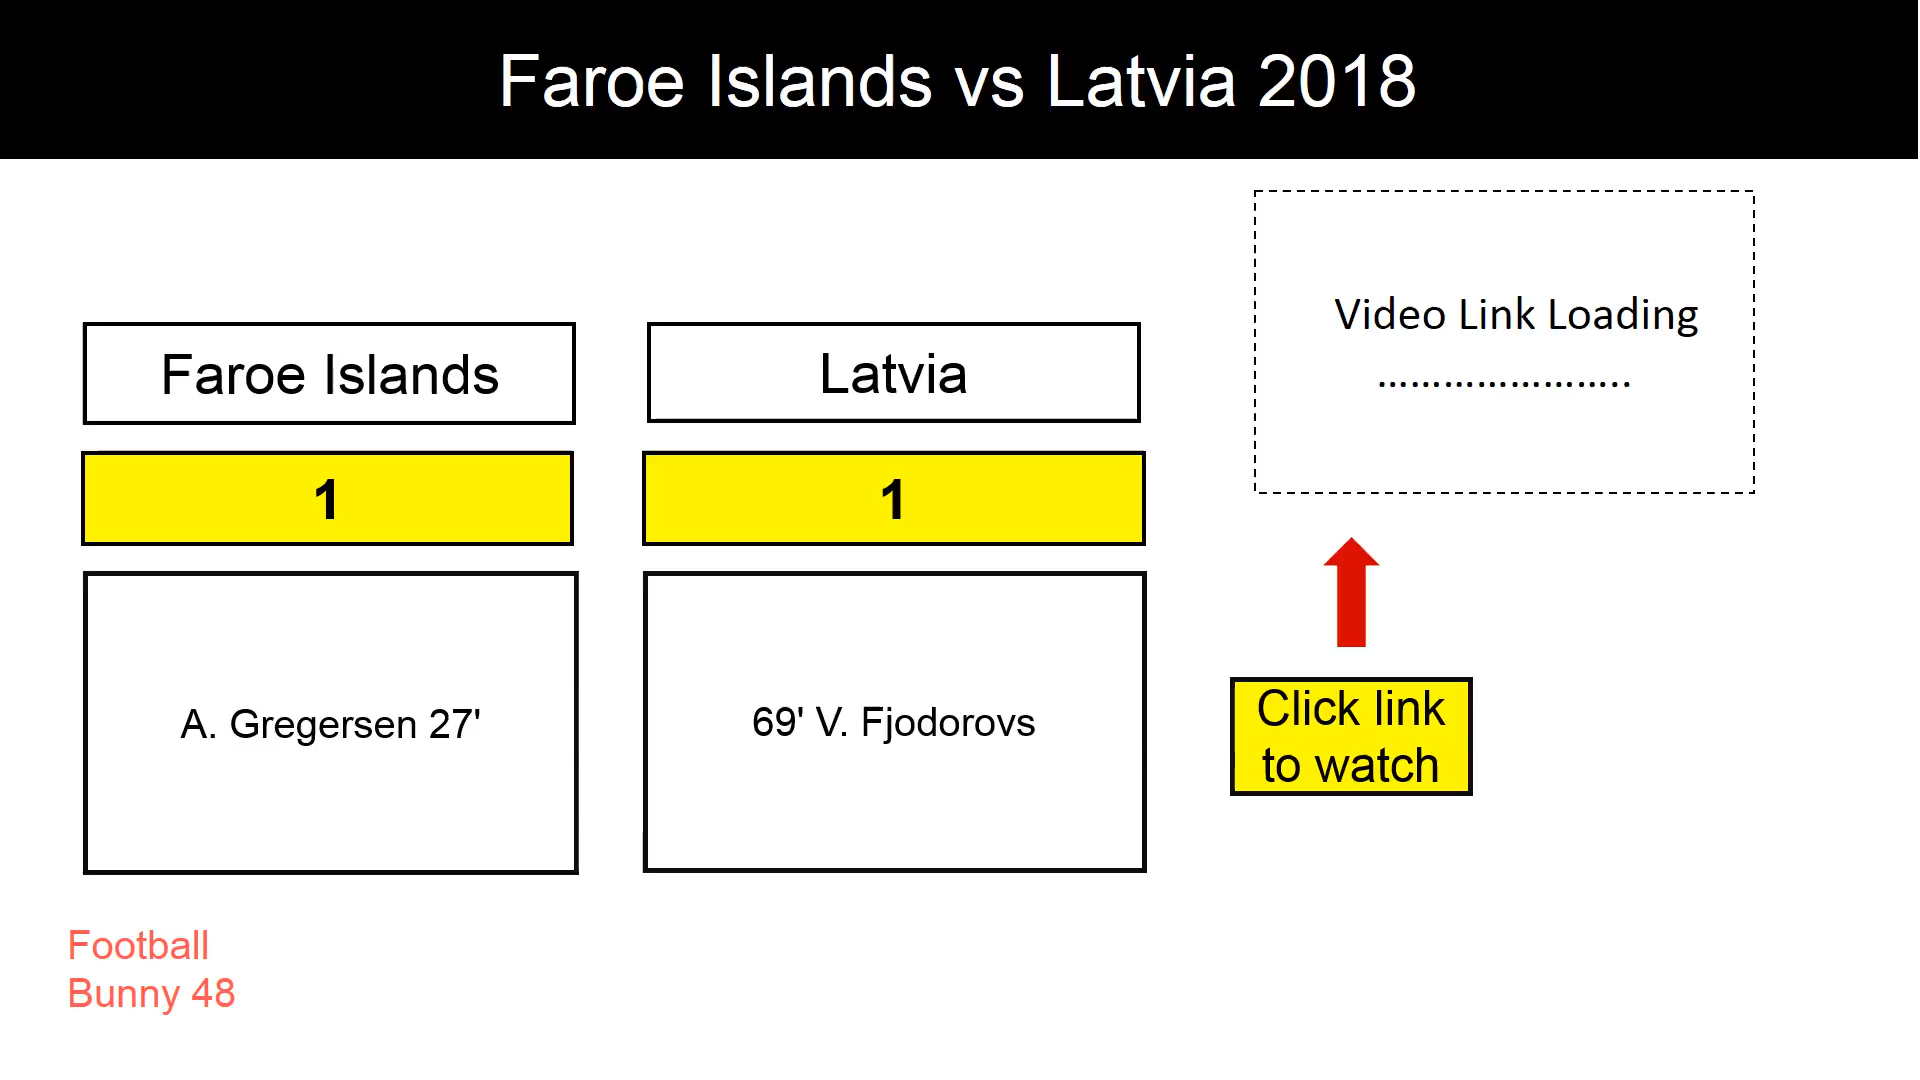 Faroe Islands vs Latvia 2018
Faroe Islands
Latvia
1
1
A. Gregersen 27'
69' V. Fjodorovs
Video Link Loading
…………………..
Click link
to watch
Football
Bunny 48